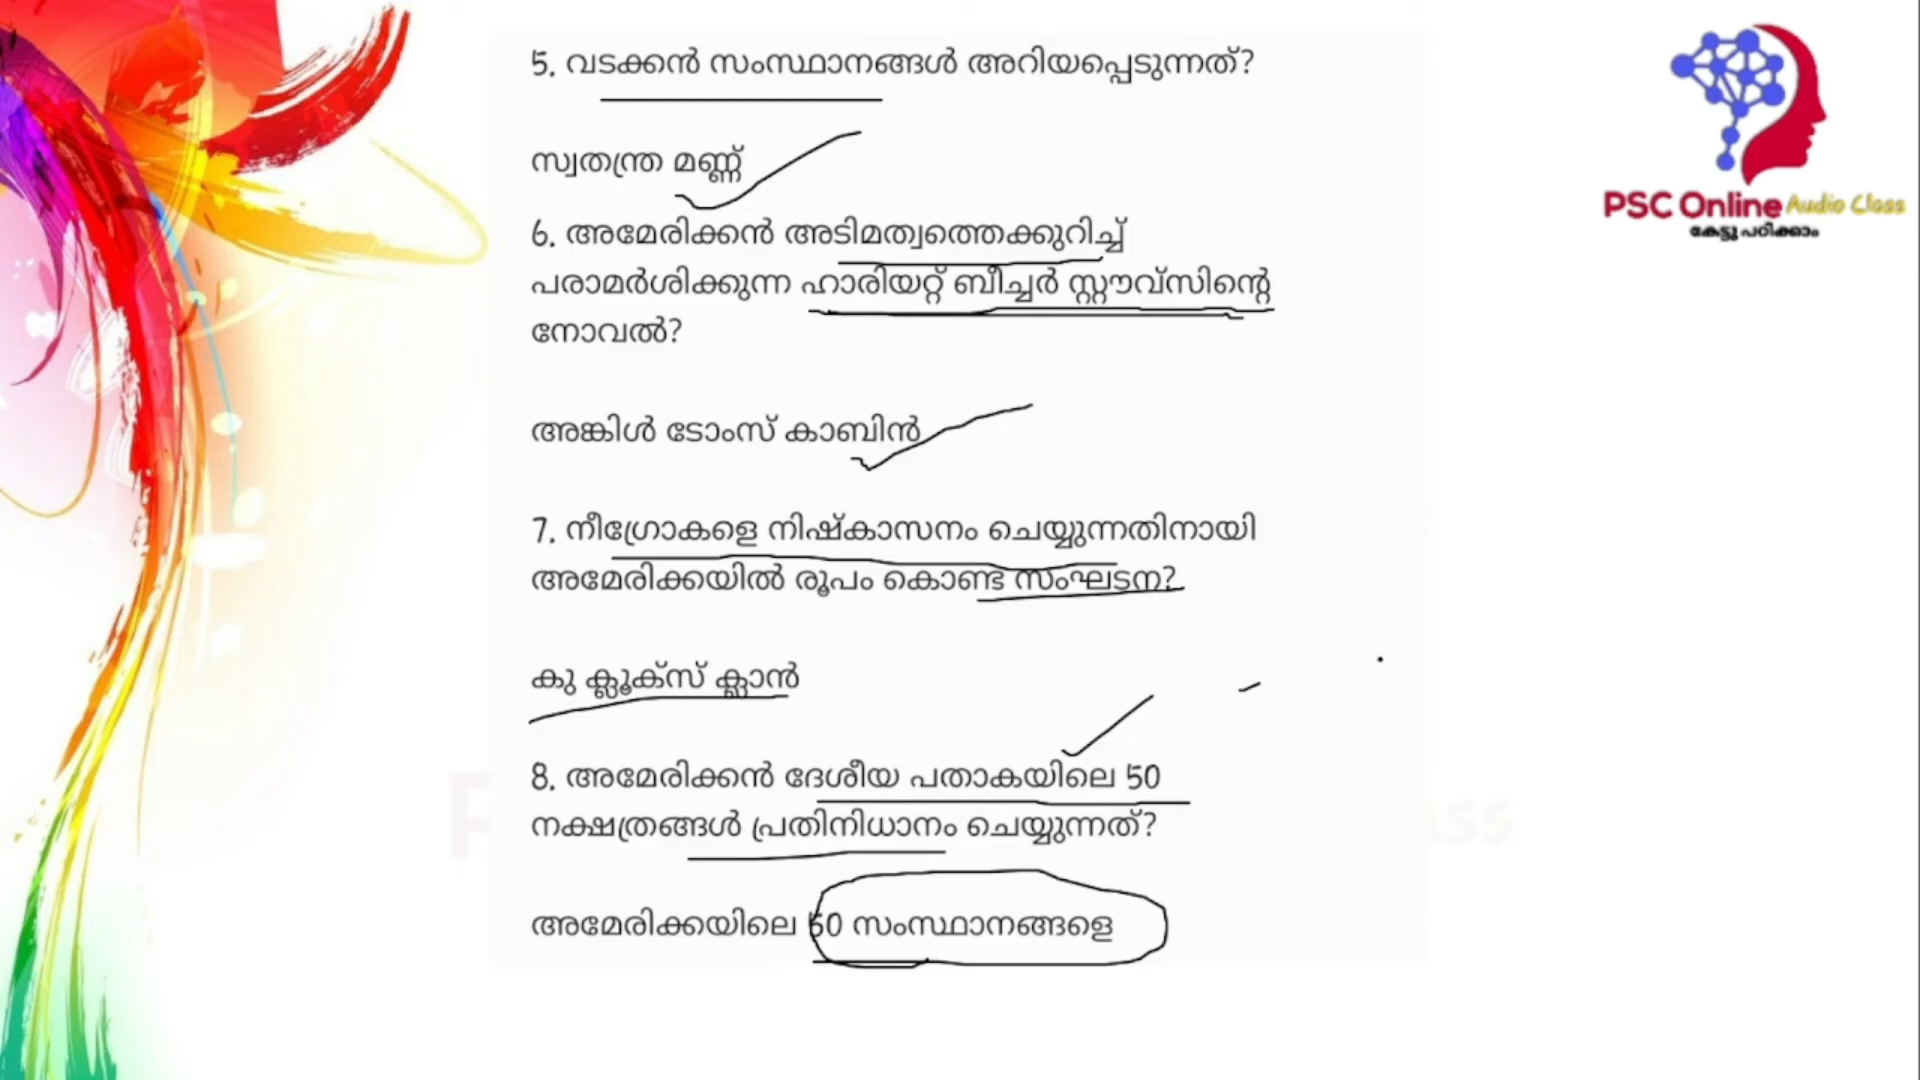 5. വടക്കൻ സംസ്ഥാനങ്ങൾ അറിയപ്പെടുന്നത്?
സ്വതന്ത്ര മണ്ണ്
6. അമേരിക്കൻ അടിമത്വത്തെക്കുറിച്ച്
പരാമർശിക്കുന്ന ഹാരിയറ്റ് ബീച്ചർ സ്റ്റൗവ്സിന്റെ
നോവൽ?
അങ്കിൾ ടോംസ് കാബിൻ
7. നീഗ്രോകളെ നിഷ്കാസനം ചെയ്യുന്നതിനായി
അമേരിക്കയിൽ രൂപം കൊണ്ട സംഘടന?
കു ക്ലൂക്സ് ക്ലാൻ
8. അമേരിക്കൻ ദേശീയ പതാകയിലെ 50
നക്ഷത്രങ്ങൾ പ്രതിനിധാനം ചെയ്യുന്നത്?
അമേരിക്കയിലെ 50 സംസ്ഥാനങ്ങളെ
PSC Online Audio Class
കേട്ടു പഠിക്കാം